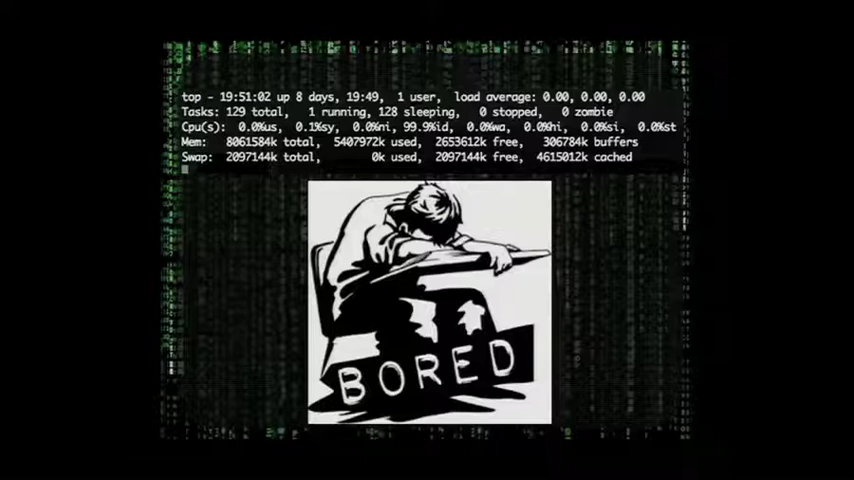 top - 19:51:02 up 8 days, 19:49, 1 user, load average: 0.00, 0.00, 0.00
Tasks: 129 total, 1 running, 128 sleeping, 0 stopped, 0 zombie
Cpu(s): 0.0%us, 0.1%sy, 0.0%ni, 99.9%id, 0.0%wa, 0.0%hi, 0.0%si, 0.0%st
Mem: 8061584k total, 5407972k used, 2653612k free, 306784k buffers
Swap: 2097144k total, 0k used, 2097144k free, 4615012k cached
BORED